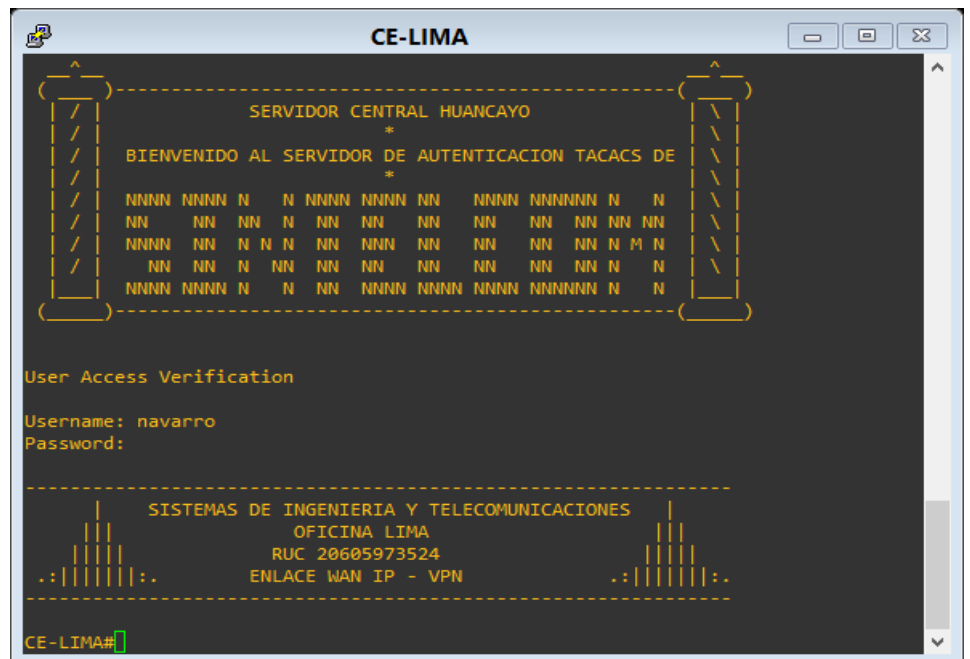 CE-LIMA
SERVIDOR CENTRAL HUANCAYO
*
BIENVENIDO AL SERVIDOR DE AUTENTICACION TACACS DE
*
NNNN NNNN N   N NNNN NNNN NN   NNNN NNNNNN N   N
NN    NN  NN  N  NN  NN   NN   NN   NN  NN NN NN
NNNN  NN  N N N  NN  NNN  NN   NN   NN  NN N M N
  NN  NN  N  NN  NN  NN   NN   NN   NN  NN N   N
NNNN NNNN N   N  NN  NNNN NNNN NNNN NNNNNN N   N
User Access Verification
Username: navarro
Password:
SISTEMAS DE INGENIERIA Y TELECOMUNICACIONES
OFICINA LIMA
RUC 20605973524
ENLACE WAN IP - VPN
CE-LIMA#